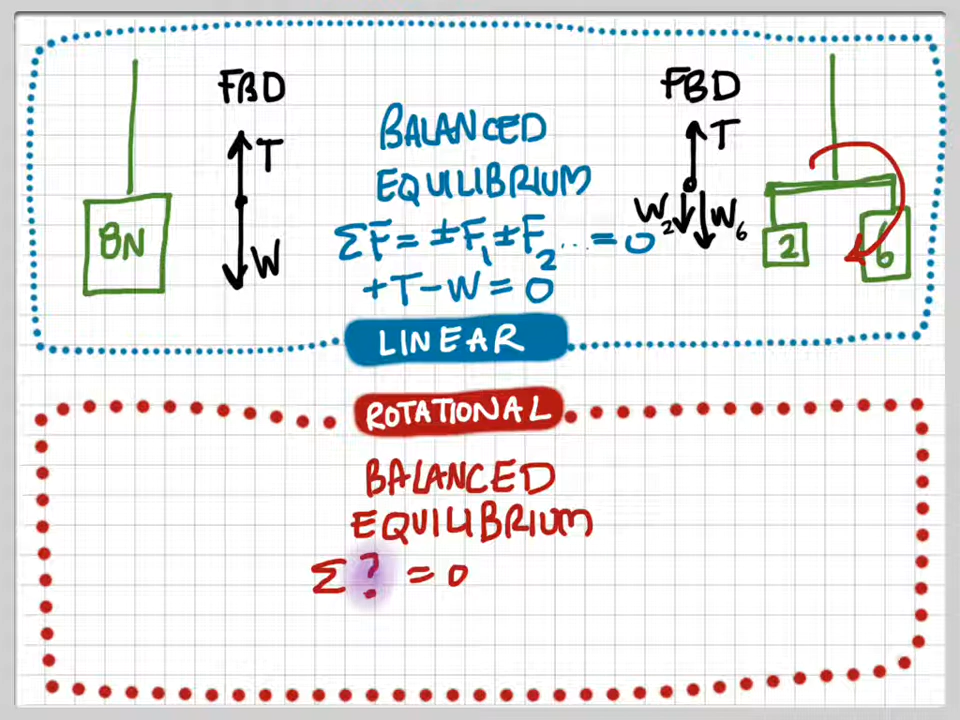 FBD
T
8N
W
BALANCED
EQUILIBRIUM
ΣF = ±F₁ ±F₂ ... = 0
+T - W = 0
FBD
T
W₂
W₆
2
6
LINEAR
ROTATIONAL
BALANCED
EQUILIBRIUM
Σ ? = 0